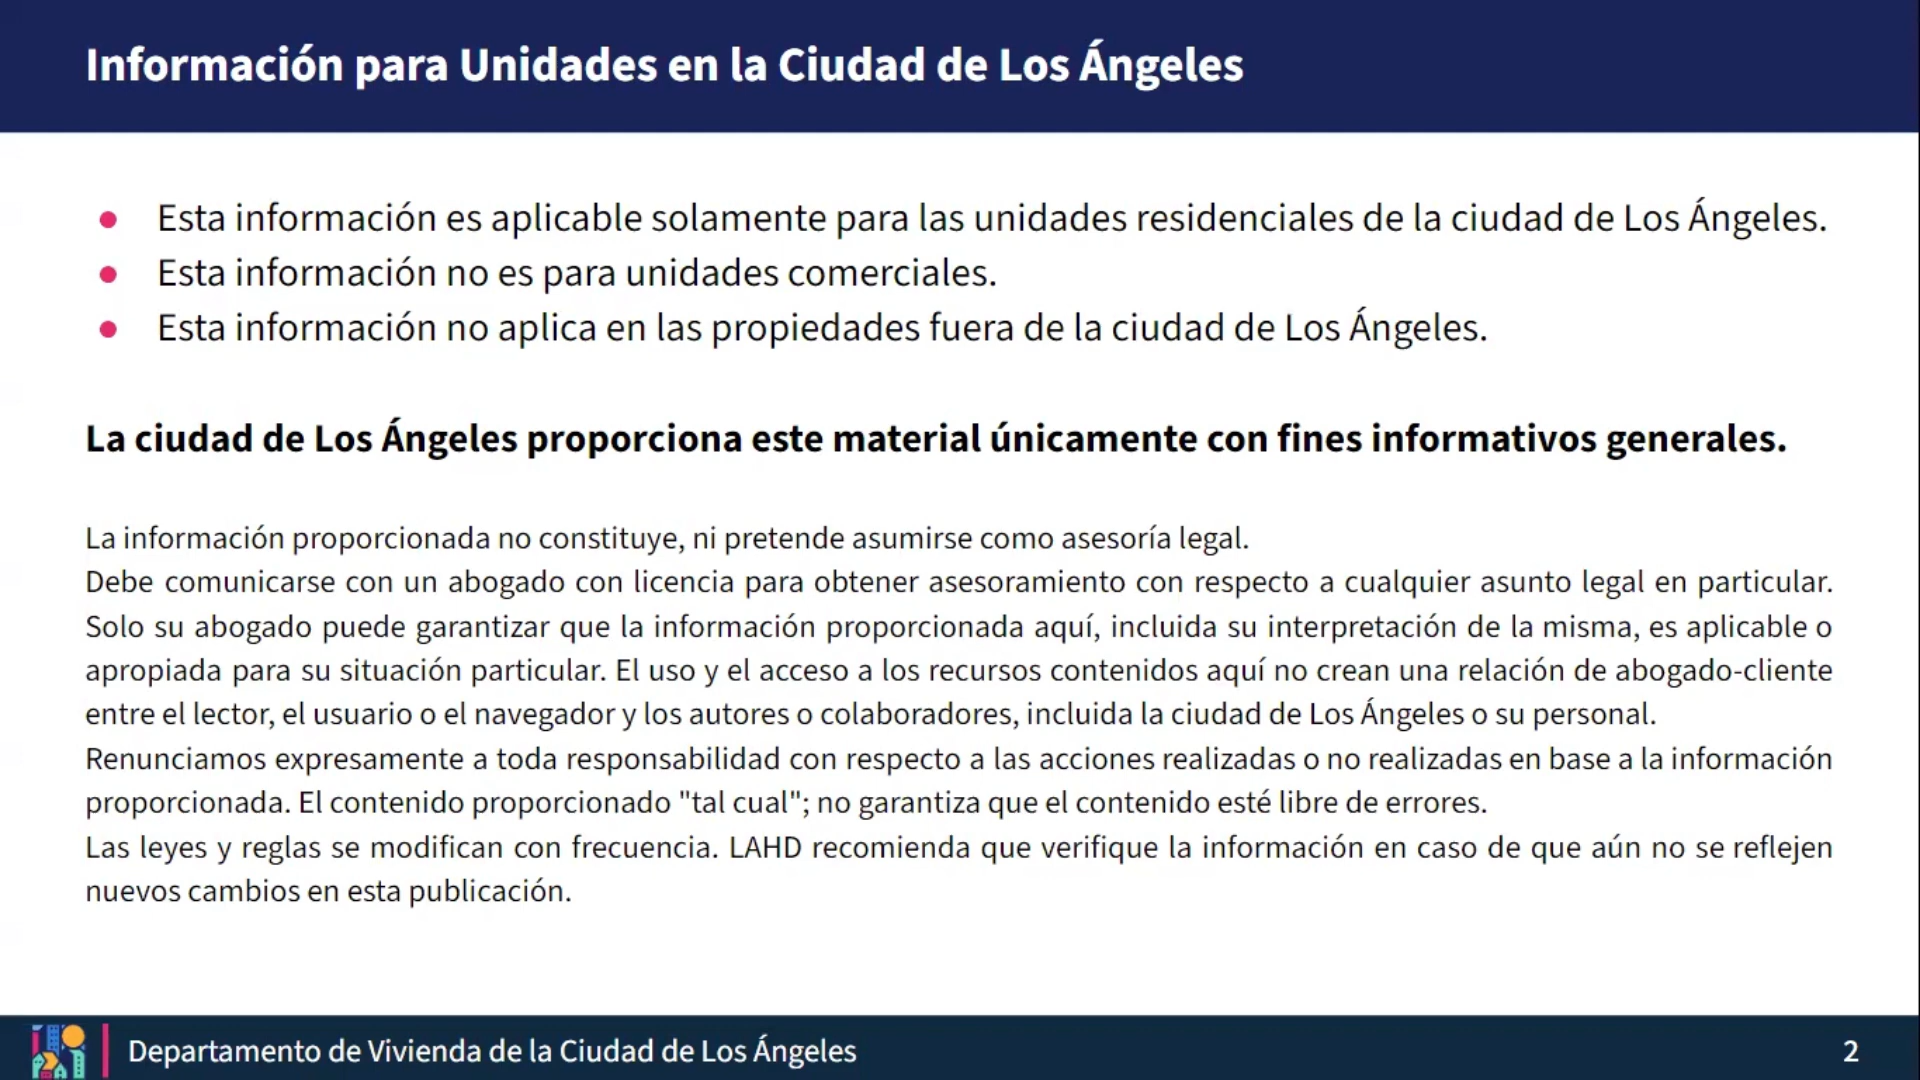 Información para Unidades en la Ciudad de Los Ángeles
● Esta información es aplicable solamente para las unidades residenciales de la ciudad de Los Ángeles.
● Esta información no es para unidades comerciales.
● Esta información no aplica en las propiedades fuera de la ciudad de Los Ángeles.
La ciudad de Los Ángeles proporciona este material únicamente con fines informativos generales.
La información proporcionada no constituye, ni pretende asumirse como asesoría legal.
Debe comunicarse con un abogado con licencia para obtener asesoramiento con respecto a cualquier asunto legal en particular.
Solo su abogado puede garantizar que la información proporcionada aquí, incluida su interpretación de la misma, es aplicable o
apropiada para su situación particular. El uso y el acceso a los recursos contenidos aquí no crean una relación de abogado-cliente
entre el lector, el usuario o el navegador y los autores o colaboradores, incluida la ciudad de Los Ángeles o su personal.
Renunciamos expresamente a toda responsabilidad con respecto a las acciones realizadas o no realizadas en base a la información
proporcionada. El contenido proporcionado "tal cual"; no garantiza que el contenido esté libre de errores.
Las leyes y reglas se modifican con frecuencia. LAHD recomienda que verifique la información en caso de que aún no se reflejen
nuevos cambios en esta publicación.
Departamento de Vivienda de la Ciudad de Los Ángeles
2